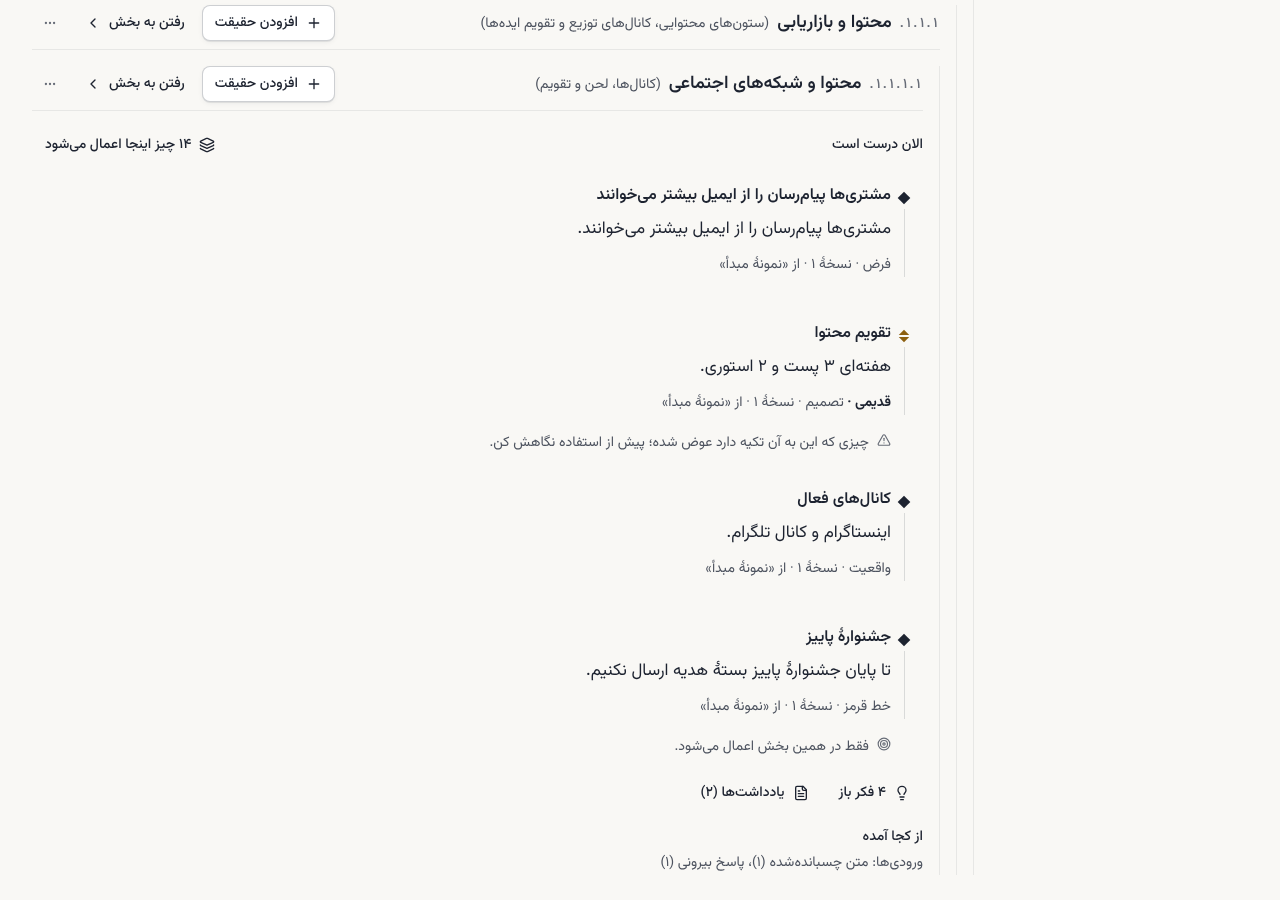 ۱.۱.۱. محتوا و بازاریابی (ستون‌های محتوایی، کانال‌های توزیع و تقویم ایده‌ها) افزودن حقیقت رفتن به بخش
۱.۱.۱.۱. محتوا و شبکه‌های اجتماعی (کانال‌ها، لحن و تقویم) افزودن حقیقت رفتن به بخش
الان درست است ۱۴ چیز اینجا اعمال می‌شود
مشتری‌ها پیام‌رسان را از ایمیل بیشتر می‌خوانند
مشتری‌ها پیام‌رسان را از ایمیل بیشتر می‌خوانند.
فرض · نسخهٔ ۱ · از «نمونهٔ مبدأ»
تقویم محتوا
هفته‌ای ۳ پست و ۲ استوری.
قدیمی · تصمیم · نسخهٔ ۱ · از «نمونهٔ مبدأ»
چیزی که این به آن تکیه دارد عوض شده؛ پیش از استفاده نگاهش کن.
کانال‌های فعال
اینستاگرام و کانال تلگرام.
واقعیت · نسخهٔ ۱ · از «نمونهٔ مبدأ»
جشنوارهٔ پاییز
تا پایان جشنوارهٔ پاییز بستهٔ هدیه ارسال نکنیم.
خط قرمز · نسخهٔ ۱ · از «نمونهٔ مبدأ»
فقط در همین بخش اعمال می‌شود.
۴ فکر باز یادداشت‌ها (۲)
از کجا آمده
ورودی‌ها: متن چسبانده‌شده (۱)، پاسخ بیرونی (۱)